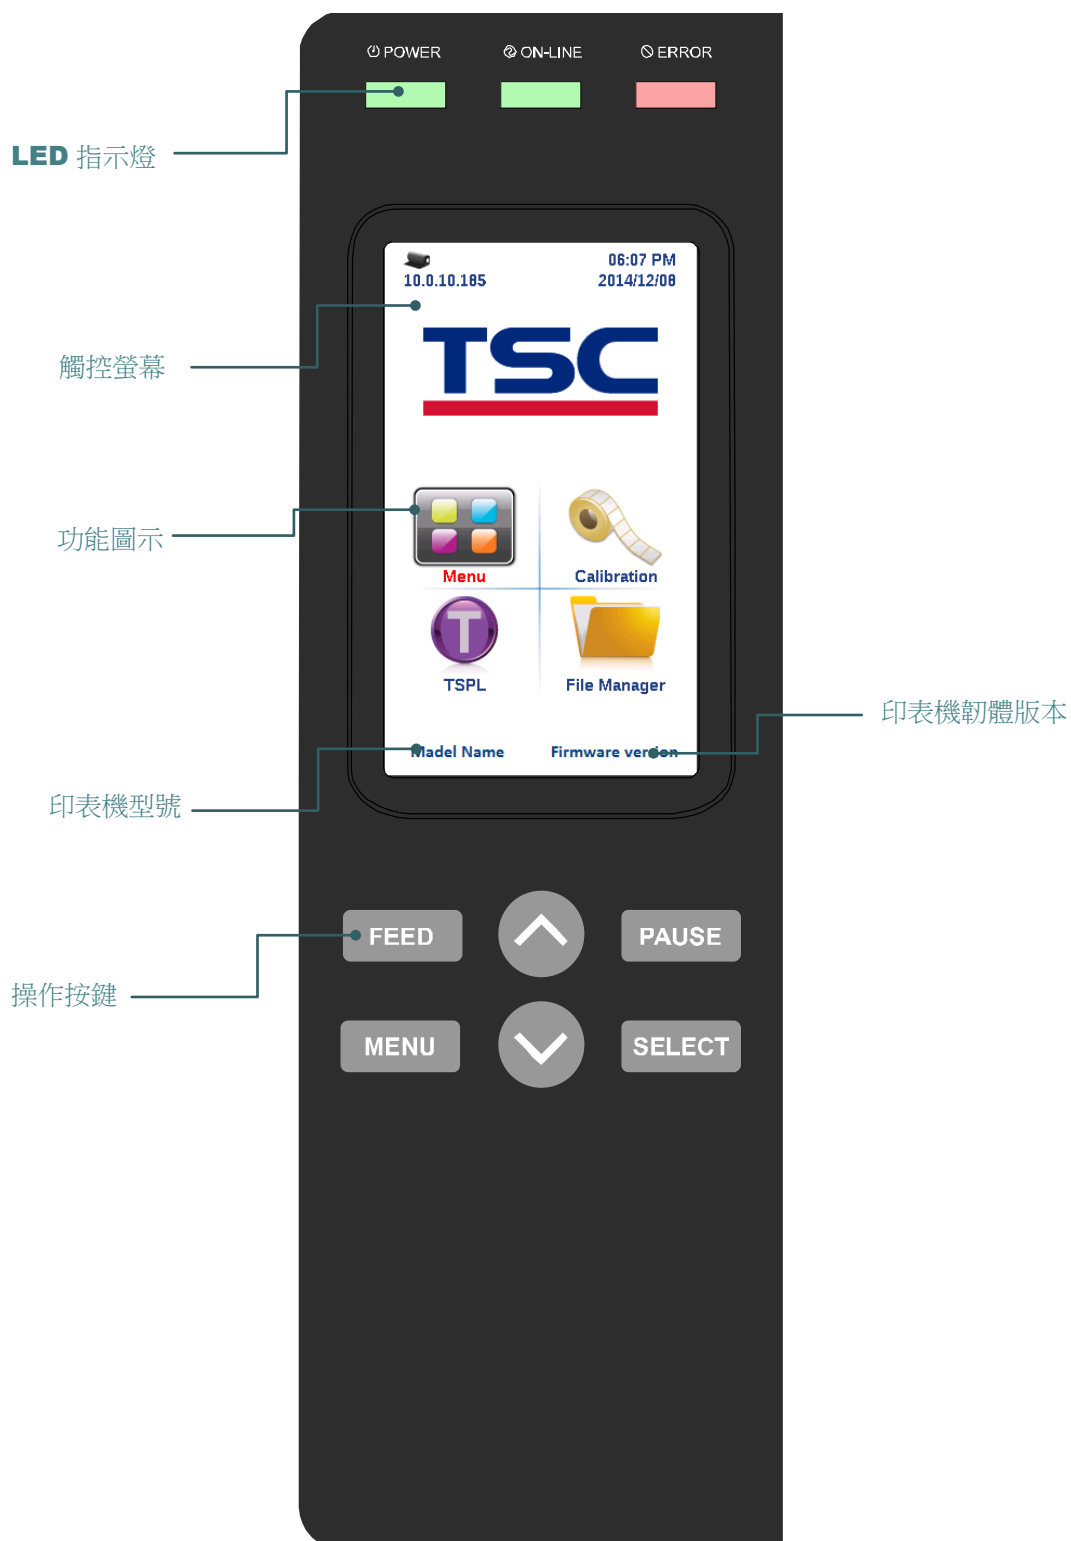 POWER
ON-LINE
ERROR
LED 指示燈
06:07 PM
10.0.10.185
2014/12/08
TSC
觸控螢幕
功能圖示
Menu
Calibration
T
TSPL
File Manager
印表機韌體版本
Madel Name
Firmware version
印表機型號
FEED
PAUSE
操作按鍵
MENU
SELECT